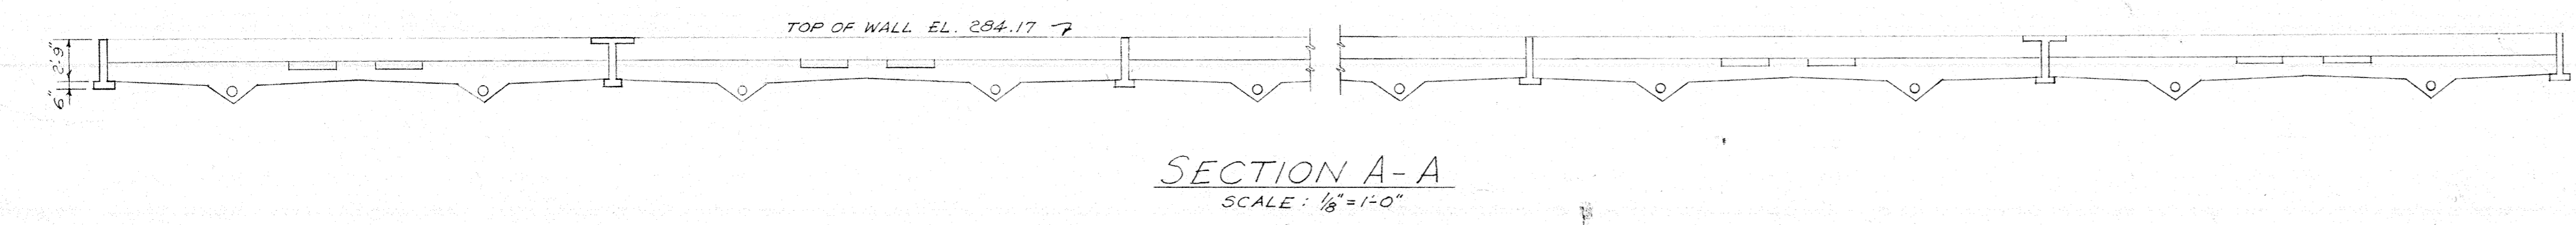 TOP OF WALL EL. 284.17
2'-9"
6"
SECTION A-A
SCALE: 1/8"=1'-0"